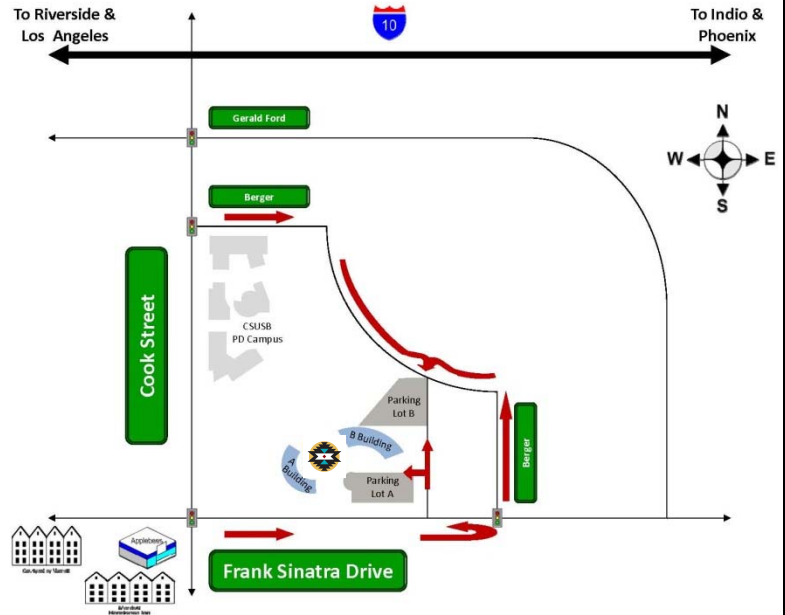 To Riverside &
Los Angeles
10
To Indio &
Phoenix
Gerald Ford
N
W
E
S
Berger
Cook Street
CSUSB
PD Campus
Parking
Lot B
B Building
A
Building
Parking
Lot A
Berger
Applebees
Frank Sinatra Drive